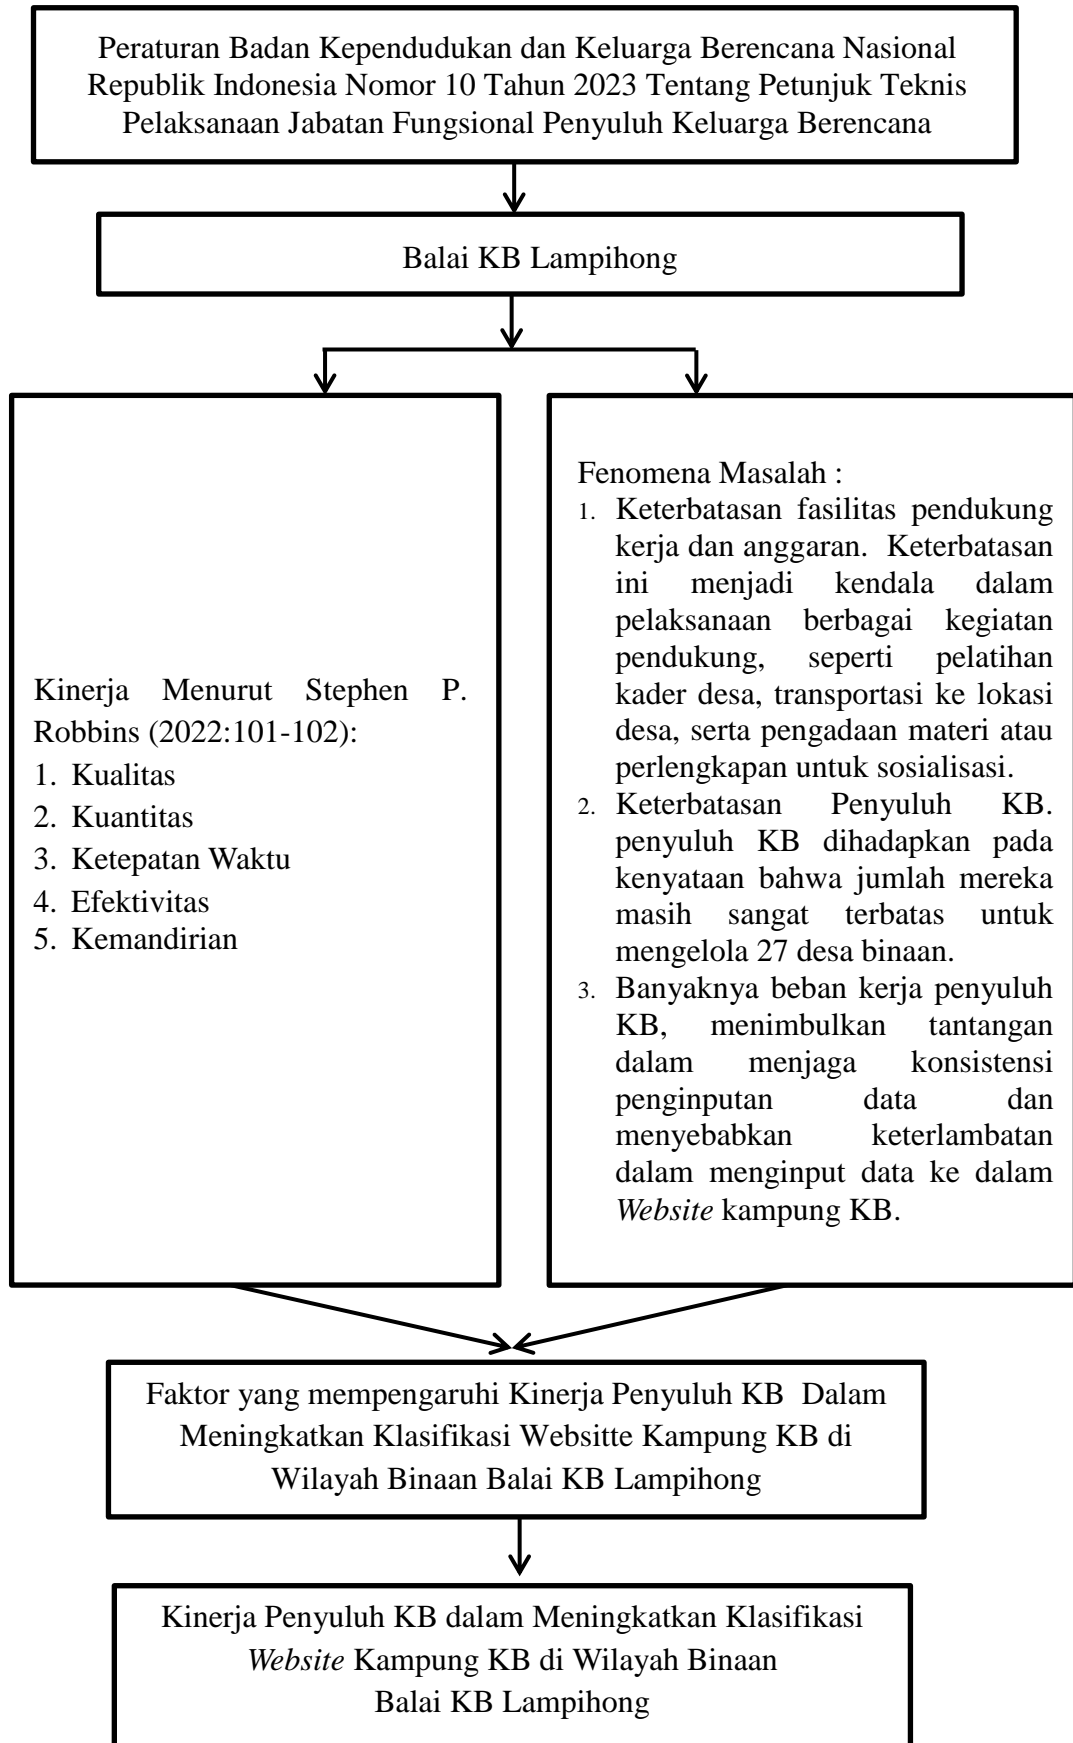 Peraturan Badan Kependudukan dan Keluarga Berencana Nasional
Republik Indonesia Nomor 10 Tahun 2023 Tentang Petunjuk Teknis
Pelaksanaan Jabatan Fungsional Penyuluh Keluarga Berencana
Balai KB Lampihong
Kinerja Menurut Stephen P.
Robbins (2022:101-102):
1. Kualitas
2. Kuantitas
3. Ketepatan Waktu
4. Efektivitas
5. Kemandirian
Fenomena Masalah :
1. Keterbatasan fasilitas pendukung
kerja dan anggaran. Keterbatasan
ini menjadi kendala dalam
pelaksanaan berbagai kegiatan
pendukung, seperti pelatihan
kader desa, transportasi ke lokasi
desa, serta pengadaan materi atau
perlengkapan untuk sosialisasi.
2. Keterbatasan Penyuluh KB.
penyuluh KB dihadapkan pada
kenyataan bahwa jumlah mereka
masih sangat terbatas untuk
mengelola 27 desa binaan.
3. Banyaknya beban kerja penyuluh
KB, menimbulkan tantangan
dalam menjaga konsistensi
penginputan data dan
menyebabkan keterlambatan
dalam menginput data ke dalam
Website kampung KB.
Faktor yang mempengaruhi Kinerja Penyuluh KB Dalam
Meningkatkan Klasifikasi Websitte Kampung KB di
Wilayah Binaan Balai KB Lampihong
Kinerja Penyuluh KB dalam Meningkatkan Klasifikasi
Website Kampung KB di Wilayah Binaan
Balai KB Lampihong